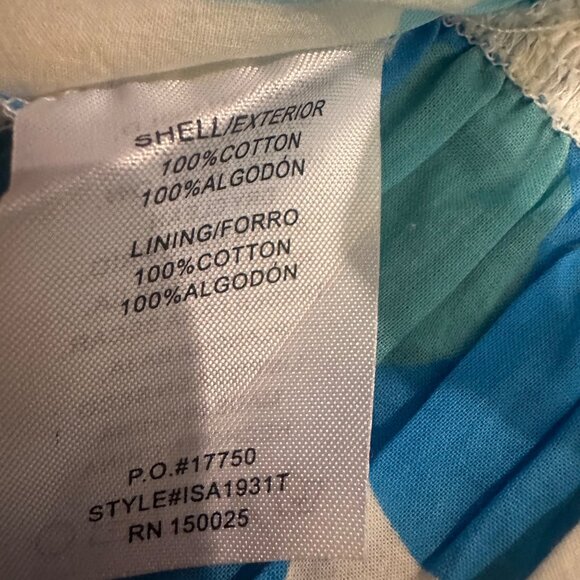 SHELL/EXTERIOR
100%COTTON
100%ALGODÓN
LINING/FORRO
100%COTTON
100%ALGODÓN
P.O.#17750
STYLE#ISA1931T
RN 150025